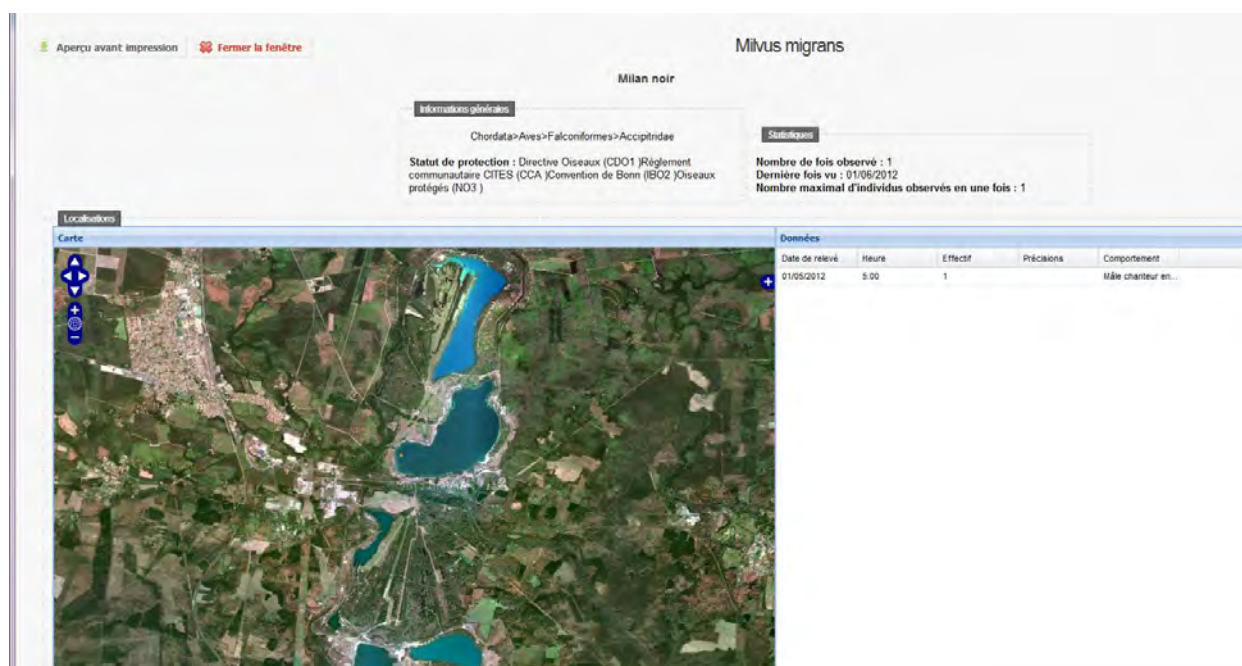 Aperçu avant impression
Fermer la fenêtre
Milvus migrans
Milan noir
Informations générales
Chordata>Aves>Falconiformes>Accipitridae
Statut de protection : Directive Oiseaux (CDO1 )Règlement
communautaire CITES (CCA )Convention de Bonn (IBO2 )Oiseaux
protégés (NO3 )
Statistiques
Nombre de fois observé : 1
Dernière fois vu : 01/06/2012
Nombre maximal d'individus observés en une fois : 1
Localisations
Carte
Données
Date de relevé Heure Effectif Précisions Comportement
01/05/2012 5:00 1 Mâle chanteur en...